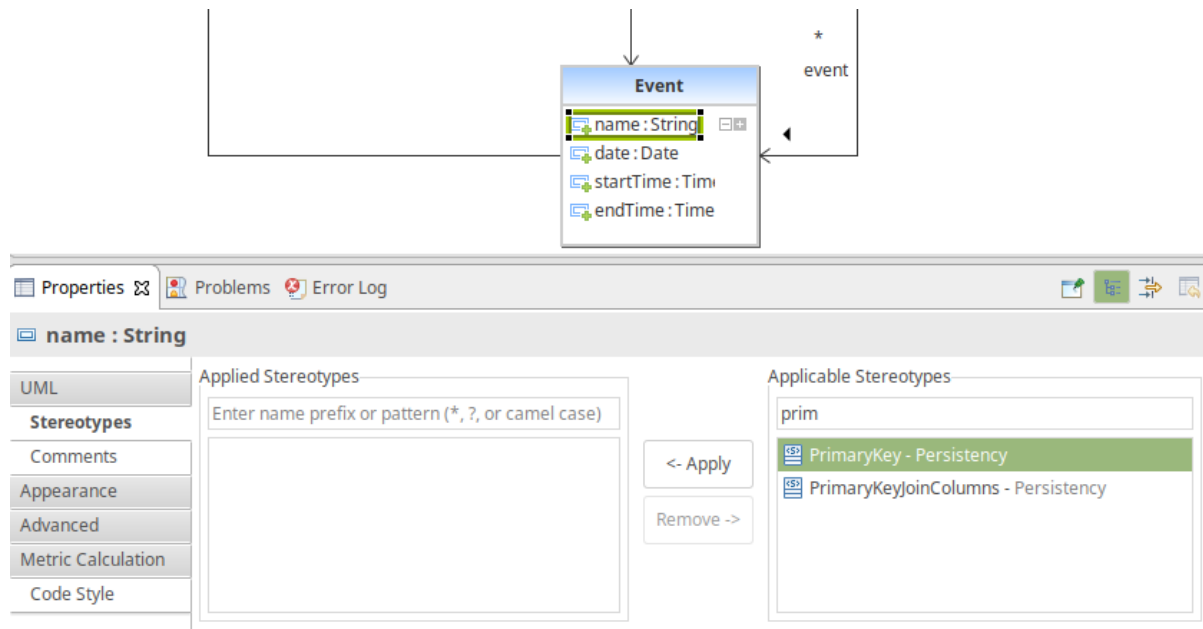 *
event
Event
name : String
date : Date
startTime : Tim
endTime : Time
Properties Problems Error Log
name : String
UML
Stereotypes
Comments
Appearance
Advanced
Metric Calculation
Code Style
Applied Stereotypes
Enter name prefix or pattern (*, ?, or camel case)
<- Apply
Remove ->
Applicable Stereotypes
prim
PrimaryKey - Persistency
PrimaryKeyJoinColumns - Persistency